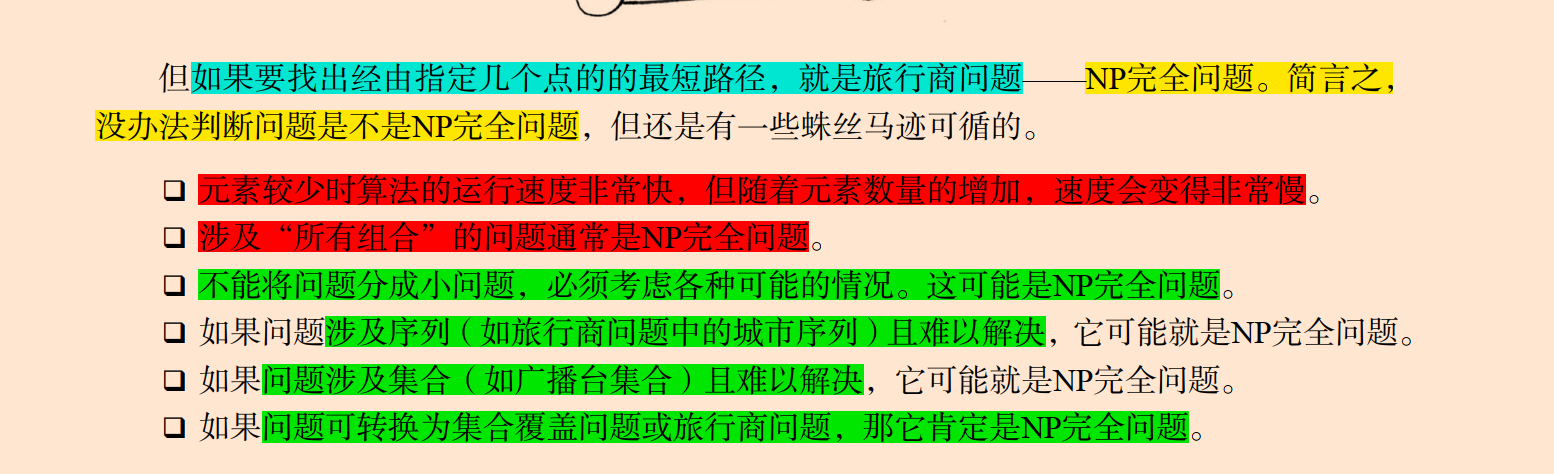 但如果要找出经由指定几个点的的最短路径，就是旅行商问题——NP完全问题。简言之，
没办法判断问题是不是NP完全问题，但还是有一些蛛丝马迹可循的。
❏ 元素较少时算法的运行速度非常快，但随着元素数量的增加，速度会变得非常慢。
❏ 涉及“所有组合”的问题通常是NP完全问题。
❏ 不能将问题分成小问题，必须考虑各种可能的情况。这可能是NP完全问题。
❏ 如果问题涉及序列（如旅行商问题中的城市序列）且难以解决，它可能就是NP完全问题。
❏ 如果问题涉及集合（如广播台集合）且难以解决，它可能就是NP完全问题。
❏ 如果问题可转换为集合覆盖问题或旅行商问题，那它肯定是NP完全问题。